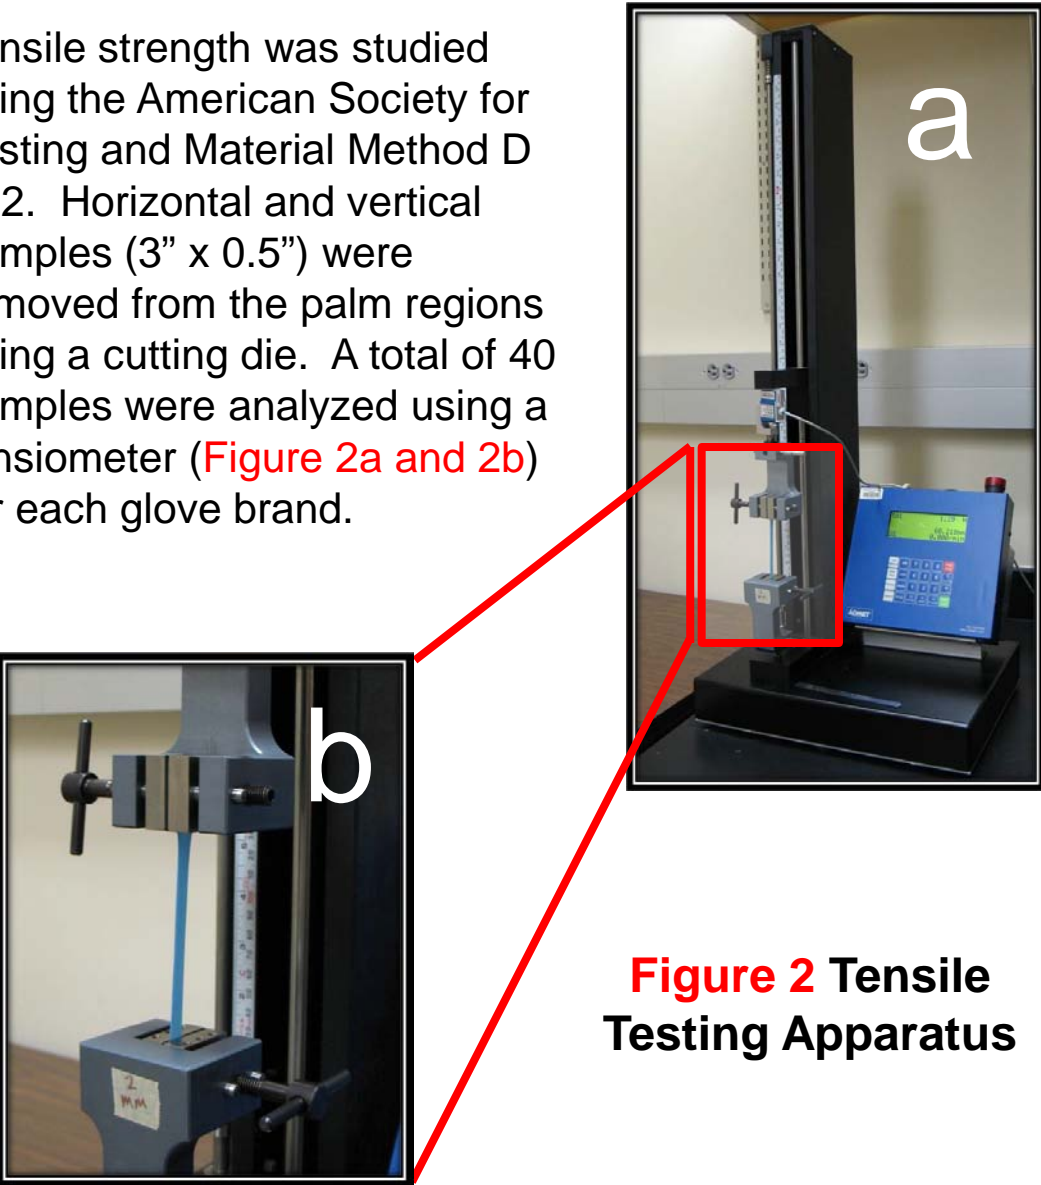 nsile strength was studied
ing the American Society for
sting and Material Method D
2. Horizontal and vertical
mples (3” x 0.5”) were
moved from the palm regions
ing a cutting die. A total of 40
mples were analyzed using a
nsiometer (Figure 2a and 2b)
r each glove brand.
a
b
2
MM
ADMET
Figure 2 Tensile
Testing Apparatus